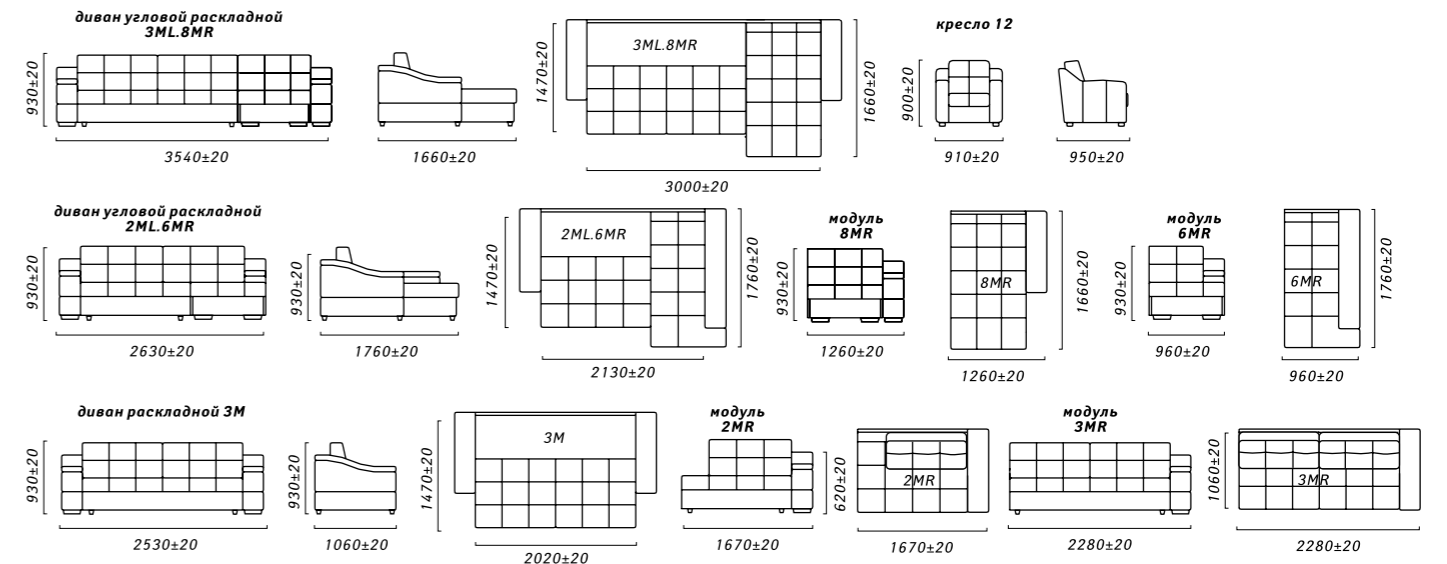 диван угловой раскладной
3ML.8MR
930±20
3540±20
1660±20
1470±20
3ML.8MR
1660±20
3000±20
кресло 12
900±20
910±20
950±20
диван угловой раскладной
2ML.6MR
930±20
2630±20
930±20
1760±20
1470±20
2ML.6MR
1760±20
2130±20
модуль
8MR
930±20
1260±20
8MR
1660±20
1260±20
модуль
6MR
930±20
960±20
6MR
1760±20
960±20
диван раскладной 3М
930±20
2530±20
930±20
1060±20
1470±20
3M
2020±20
модуль
2MR
620±20
1670±20
2MR
1670±20
модуль
3MR
2280±20
1060±20
3MR
2280±20